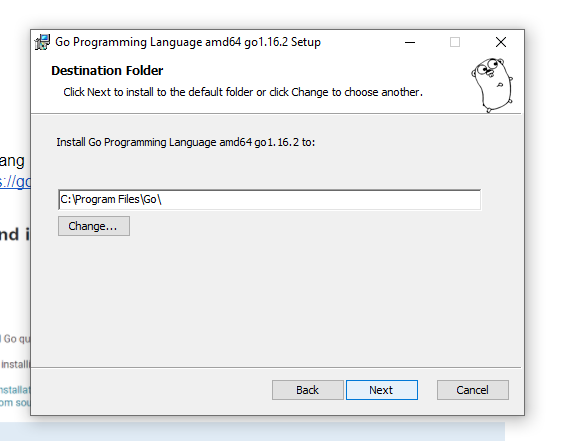 Go Programming Language amd64 go1.16.2 Setup
Destination Folder
Click Next to install to the default folder or click Change to choose another.
Install Go Programming Language amd64 go1.16.2 to:
ang
s://go
C:\Program Files\Go\
Change...
nd i
Go qu
installi
nstallat
om sou
Back
Next
Cancel